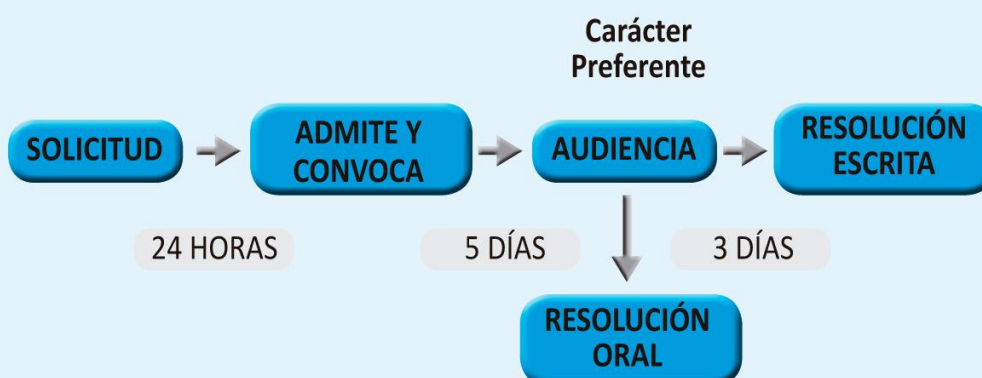 Carácter
Preferente
SOLICITUD
ADMITE Y
CONVOCA
AUDIENCIA
RESOLUCIÓN
ESCRITA
24 HORAS
5 DÍAS
3 DÍAS
RESOLUCIÓN
ORAL